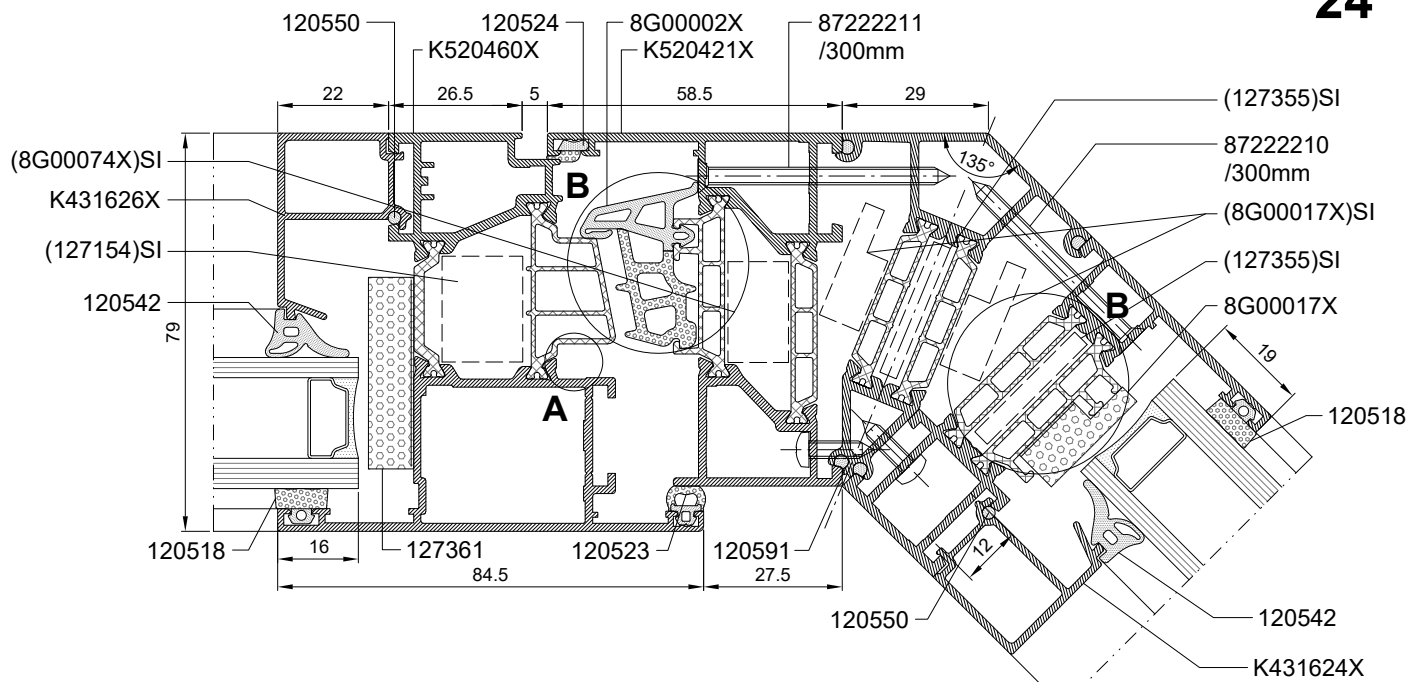 24
120550
120524
8G00002X
87222211
/300mm
K520460X
K520421X
22
26.5
5
58.5
29
(127355)SI
(8G00074X)SI
87222210
/300mm
135°
B
K431626X
(8G00017X)SI
(127154)SI
(127355)SI
120542
B
8G00017X
79
19
A
120518
120518
127361
120523
120591
12
16
84.5
27.5
120550
120542
K431624X